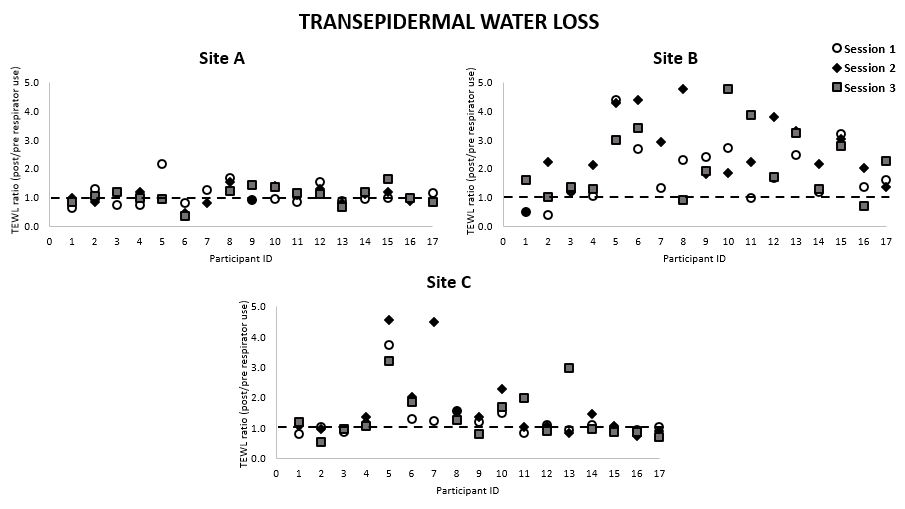 TRANSEPIDERMAL WATER LOSS
Site A
TEWL ratio (post/pre respirator use)
5.0
4.0
3.0
2.0
1.0
0.0
0 1 2 3 4 5 6 7 8 9 10 11 12 13 14 15 16 17
Participant ID
Site B
Session 1
Session 2
Session 3
TEWL ratio (post/pre respirator use)
5.0
4.0
3.0
2.0
1.0
0.0
0 1 2 3 4 5 6 7 8 9 10 11 12 13 14 15 16 17
Participant ID
Site C
TEWL ratio (post/pre respirator use)
5.0
4.0
3.0
2.0
1.0
0.0
0 1 2 3 4 5 6 7 8 9 10 11 12 13 14 15 16 17
Participant ID